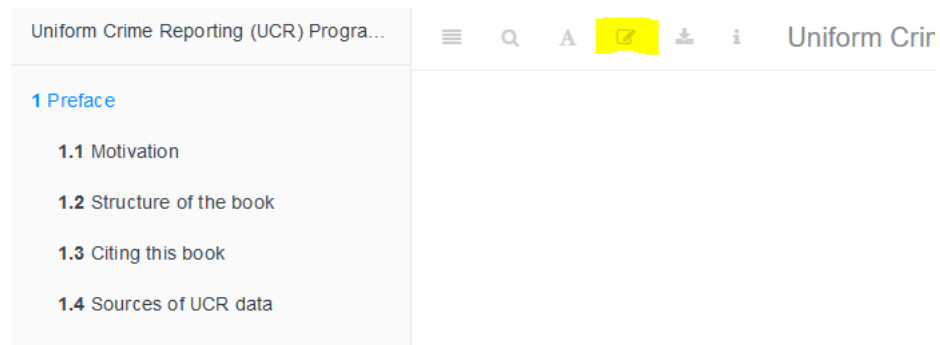 Uniform Crime Reporting (UCR) Progra...
A
i
Uniform Crin
1 Preface
1.1 Motivation
1.2 Structure of the book
1.3 Citing this book
1.4 Sources of UCR data